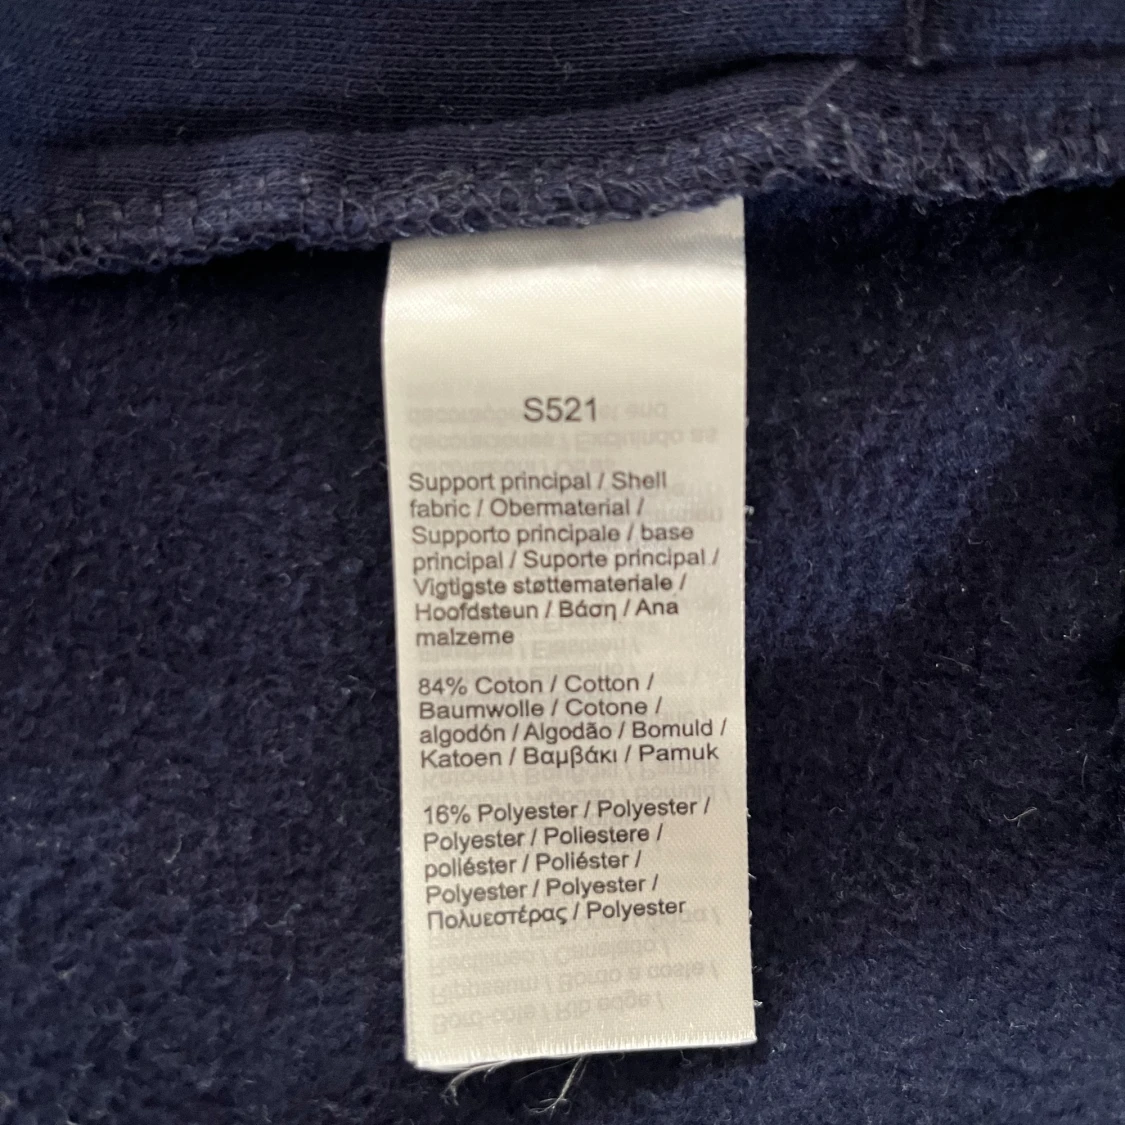 S521
Support principal / Shell
fabric / Obermaterial /
Supporto principale / base
principal / Suporte principal /
Vigtigste støttemateriale /
Hoofdsteun / Βάση / Ana
malzeme
84% Coton / Cotton /
Baumwolle / Cotone /
algodón / Algodão / Bomuld /
Katoen / Βαμβάκι / Pamuk
16% Polyester / Polyester /
Polyester / Poliestere /
poliéster / Poliéster /
Polyester / Polyester /
Πολυεστέρας / Polyester